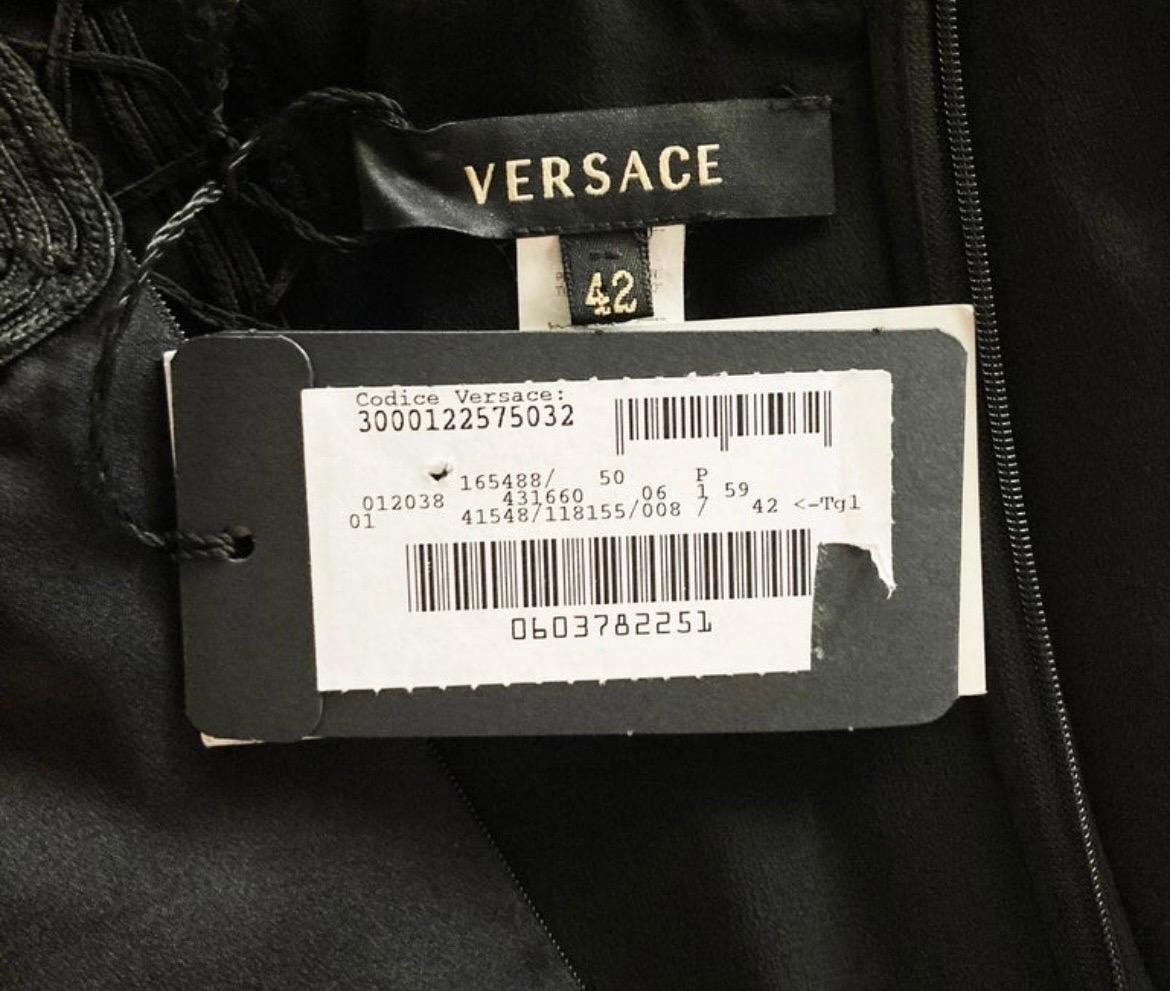 VERSACE
42
Codice Versace:
3000122575032
165488/ 50 P
012038 431660 06 1 59
01 41548/118155/008 / 42 <-Tgl
0603782251